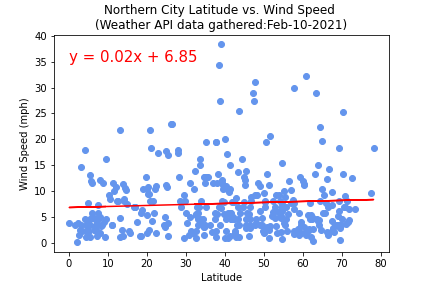 Northern City Latitude vs. Wind Speed
(Weather API data gathered:Feb-10-2021)
40
y = 0.02x + 6.85
35
30
25
20
15
10
5
0
Wind Speed (mph)
0 10 20 30 40 50 60 70 80
Latitude